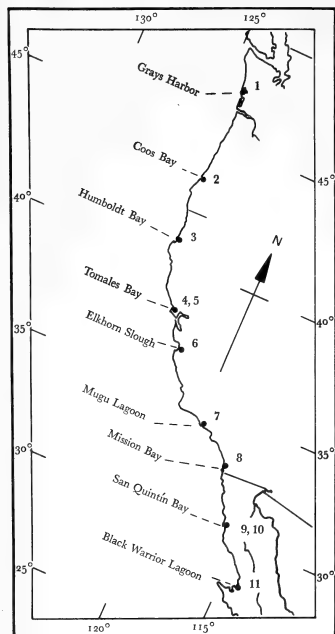 130° 125°
45°
Grays Harbor 1
Coos Bay 2
45°
40°
Humboldt Bay 3
N
Tomales Bay 4, 5
40°
Elkhorn Slough 6
35°
Mugu Lagoon 7
35°
Mission Bay 8
30°
San Quintín Bay 9, 10
Black Warrior Lagoon 11
25°
30°
120° 115°